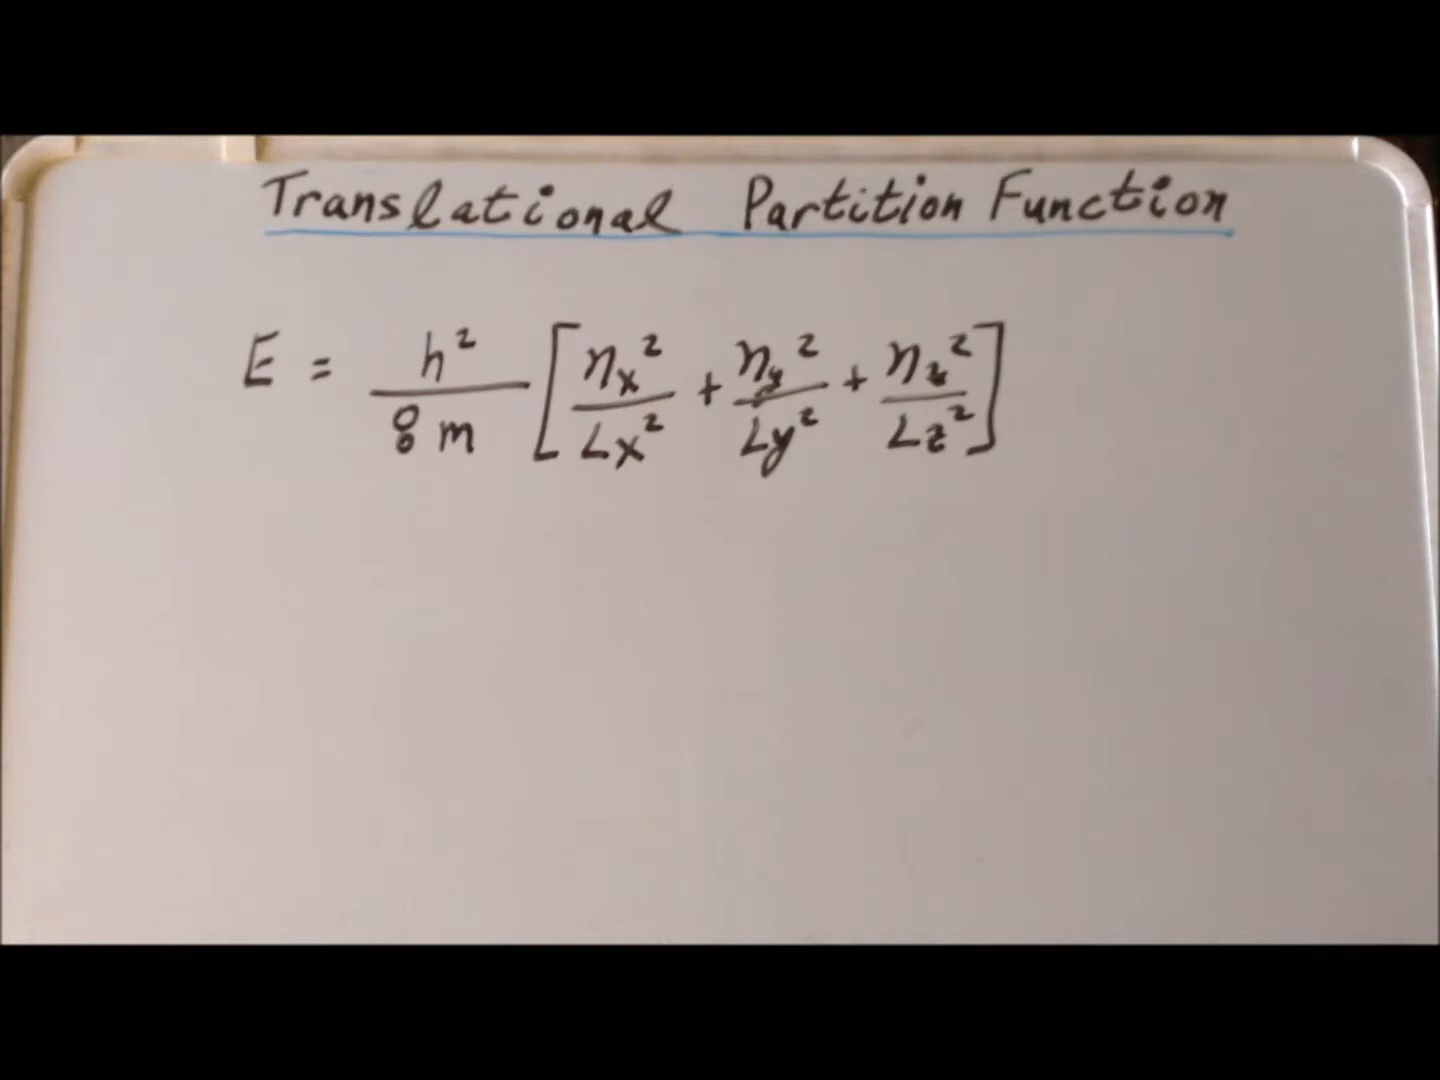 Translational Partition Function
E = h²/8m [nx²/Lx² + ny²/Ly² + nz²/Lz²]